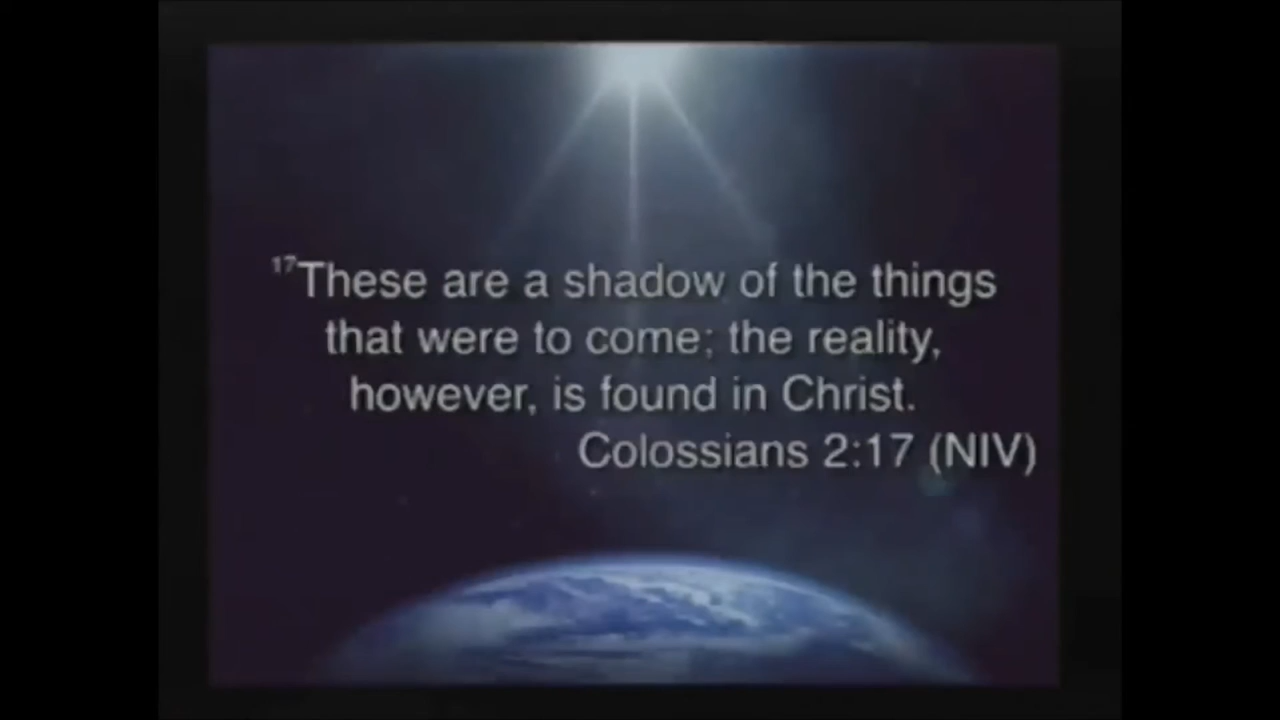 17These are a shadow of the things
that were to come; the reality,
however, is found in Christ.
Colossians 2:17 (NIV)